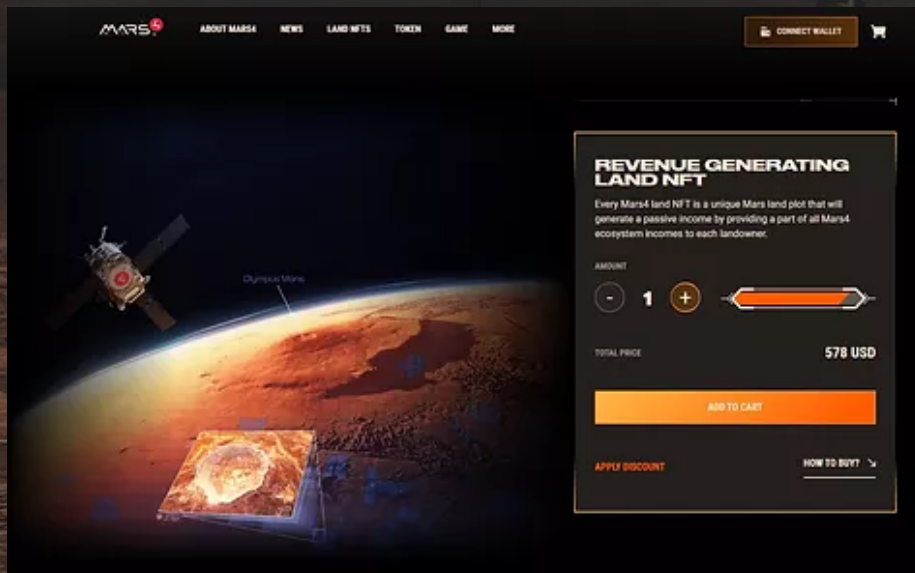 MARS4
ABOUT MARS4 NEWS LAND NFTS TOKEN GAME MORE
CONNECT WALLET
Olympus Mons
REVENUE GENERATING
LAND NFT
Every Mars4 land NFT is a unique Mars land plot that will
generate a passive income by providing a part of all Mars4
ecosystem incomes to each landowner.
AMOUNT
- 1 +
TOTAL PRICE 578 USD
ADD TO CART
APPLY DISCOUNT HOW TO BUY?